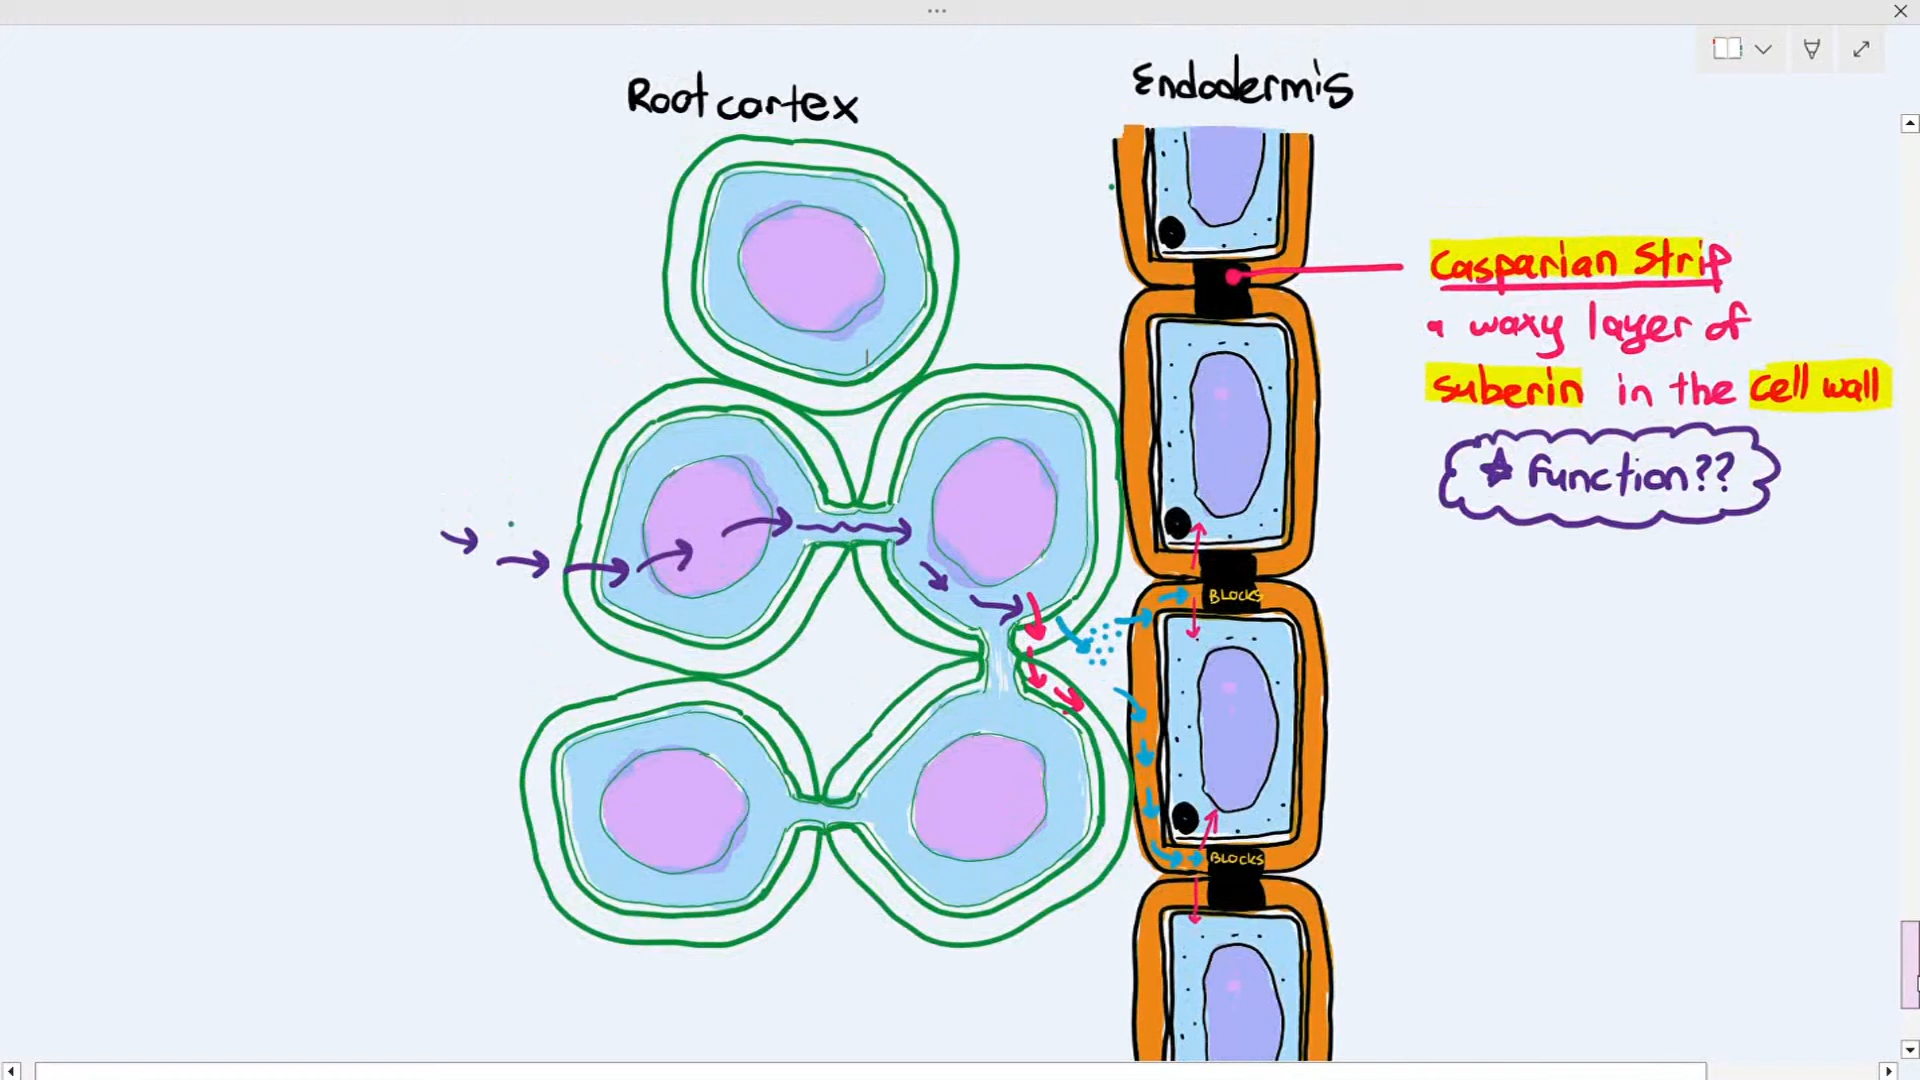 Root cortex
Endodermis
Casparian Strip
a waxy layer of
suberin in the cell wall
Function??
BLOCKS
BLOCKS